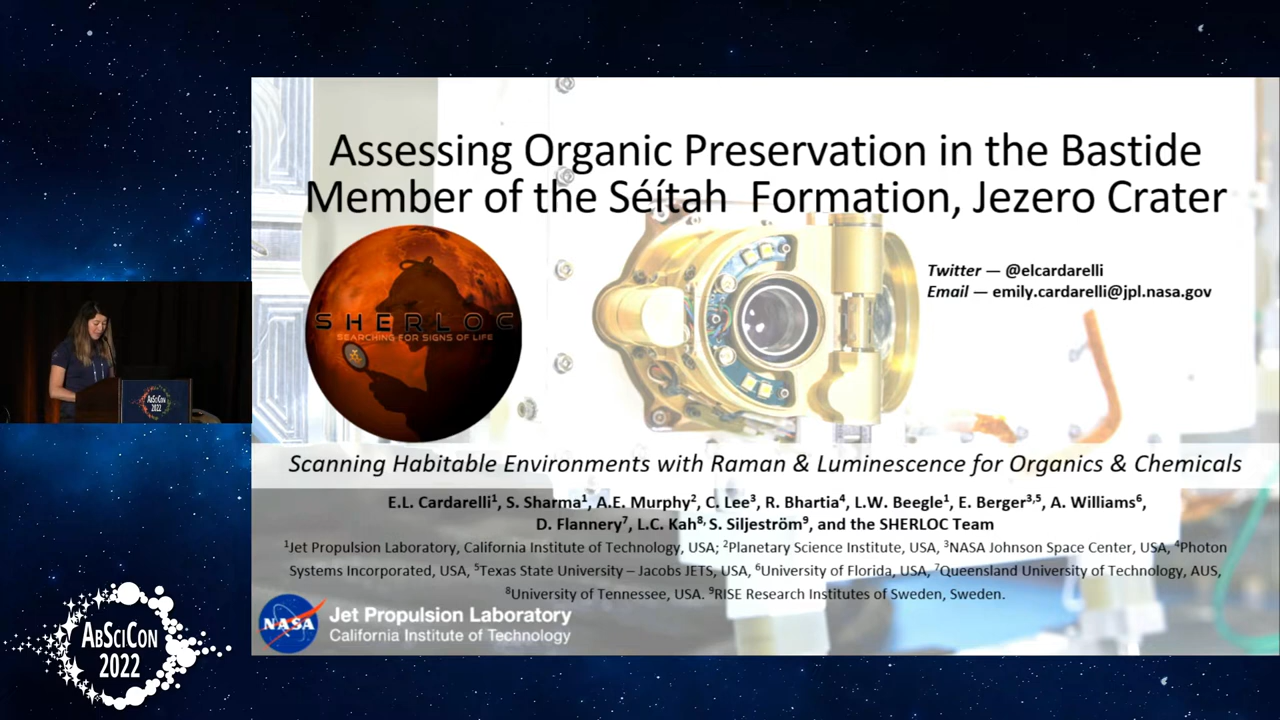 Assessing Organic Preservation in the Bastide
Member of the Séítah Formation, Jezero Crater
Twitter — @elcardarelli
Email — emily.cardarelli@jpl.nasa.gov
SHERLOC
SEARCHING FOR SIGNS OF LIFE
ABSCICON
2022
Scanning Habitable Environments with Raman & Luminescence for Organics & Chemicals
E.L. Cardarelli¹, S. Sharma¹, A.E. Murphy², C. Lee³, R. Bhartia⁴, L.W. Beegle¹, E. Berger³,⁵, A. Williams⁶,
D. Flannery⁷, L.C. Kah⁸, S. Siljeström⁹, and the SHERLOC Team
¹Jet Propulsion Laboratory, California Institute of Technology, USA; ²Planetary Science Institute, USA, ³NASA Johnson Space Center, USA, ⁴Photon
Systems Incorporated, USA, ⁵Texas State University – Jacobs JETS, USA, ⁶University of Florida, USA, ⁷Queensland University of Technology, AUS,
⁸University of Tennessee, USA. ⁹RISE Research Institutes of Sweden, Sweden.
NASA
Jet Propulsion Laboratory
California Institute of Technology
ABSCICON
2022